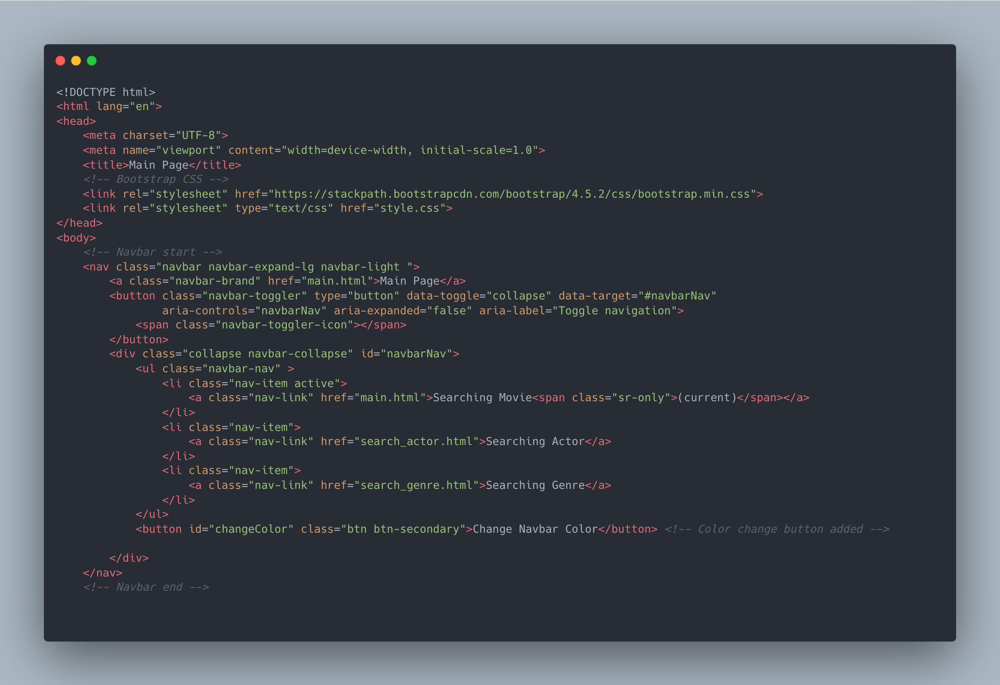 <!DOCTYPE html>
<html lang="en">
<head>
    <meta charset="UTF-8">
    <meta name="viewport" content="width=device-width, initial-scale=1.0">
    <title>Main Page</title>
    <!-- Bootstrap CSS -->
    <link rel="stylesheet" href="https://stackpath.bootstrapcdn.com/bootstrap/4.5.2/css/bootstrap.min.css">
    <link rel="stylesheet" type="text/css" href="style.css">
</head>
<body>
    <!-- Navbar start -->
    <nav class="navbar navbar-expand-lg navbar-light ">
        <a class="navbar-brand" href="main.html">Main Page</a>
        <button class="navbar-toggler" type="button" data-toggle="collapse" data-target="#navbarNav"
                aria-controls="navbarNav" aria-expanded="false" aria-label="Toggle navigation">
            <span class="navbar-toggler-icon"></span>
        </button>
        <div class="collapse navbar-collapse" id="navbarNav">
            <ul class="navbar-nav" >
                <li class="nav-item active">
                    <a class="nav-link" href="main.html">Searching Movie<span class="sr-only">(current)</span></a>
                </li>
                <li class="nav-item">
                    <a class="nav-link" href="search_actor.html">Searching Actor</a>
                </li>
                <li class="nav-item">
                    <a class="nav-link" href="search_genre.html">Searching Genre</a>
                </li>
            </ul>
            <button id="changeColor" class="btn btn-secondary">Change Navbar Color</button> <!-- Color change button added -->

        </div>
    </nav>
    <!-- Navbar end -->